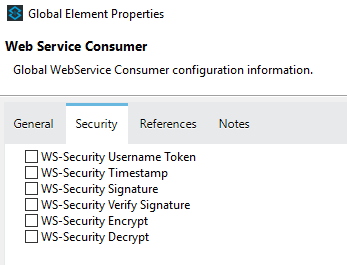 Global Element Properties
Web Service Consumer
Global WebService Consumer configuration information.
General Security References Notes
WS-Security Username Token
WS-Security Timestamp
WS-Security Signature
WS-Security Verify Signature
WS-Security Encrypt
WS-Security Decrypt